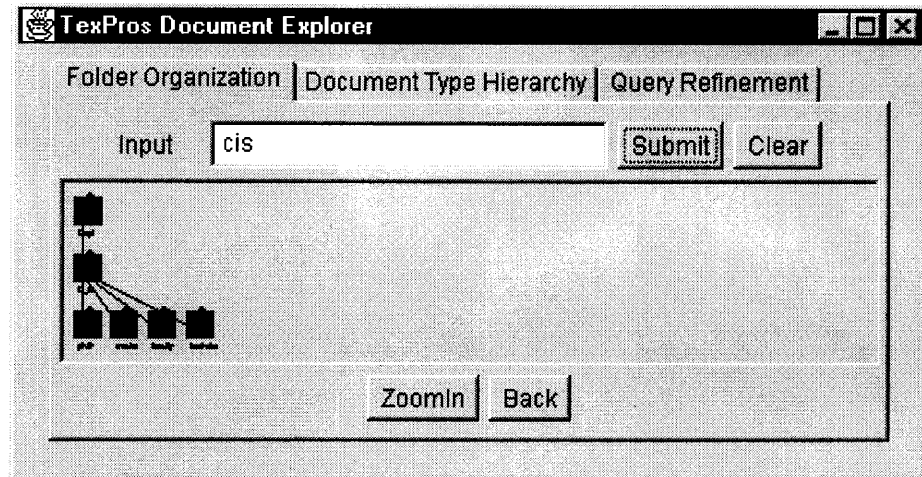 TexPros Document Explorer
Folder Organization Document Type Hierarchy Query Refinement
Input cis Submit Clear
ZoomIn Back